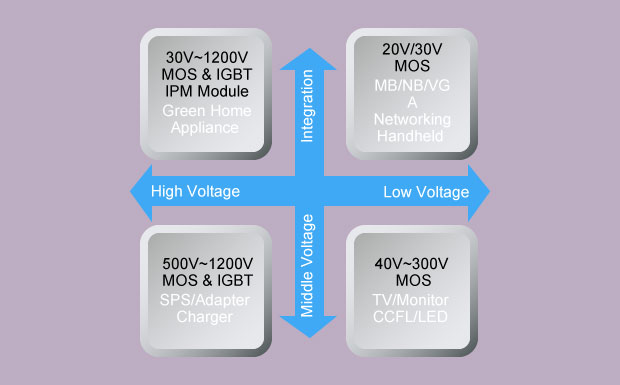 30V~1200V
MOS & IGBT
IPM Module
Green Home
Appliance
Integration
20V/30V
MOS
MB/NB/VG
A
Networking
Handheld
High Voltage
Low Voltage
500V~1200V
MOS & IGBT
SPS/Adapter
Charger
Middle Voltage
40V~300V
MOS
TV/Monitor
CCFL/LED